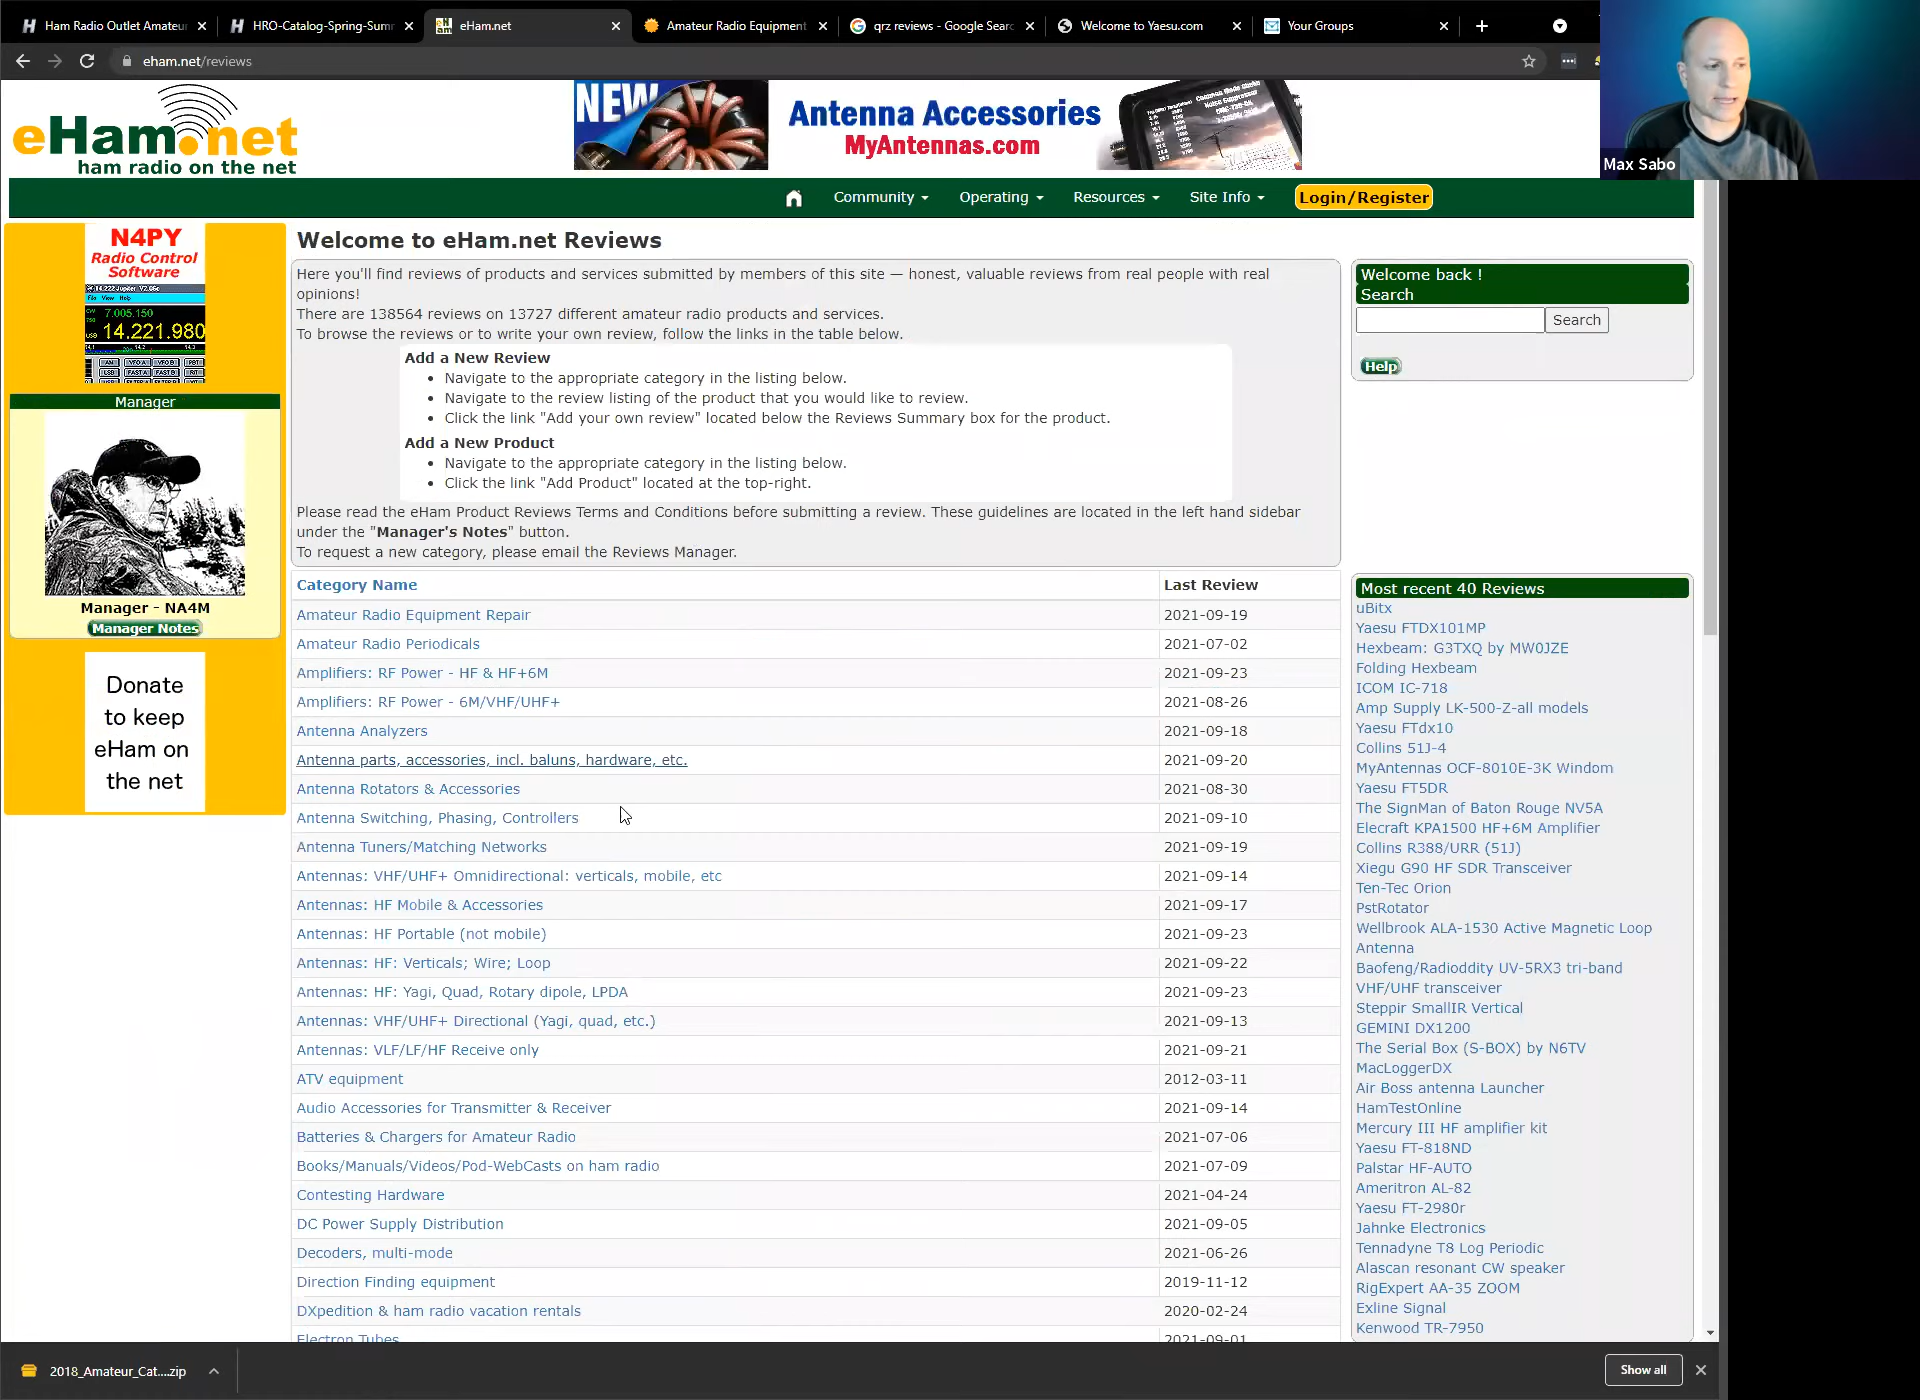 Ham Radio Outlet Amateu
HRO-Catalog-Spring-Sum
eHam.net
Amateur Radio Equipment
qrz reviews - Google Searc
Welcome to Yaesu.com
Your Groups
eham.net/reviews
Max Sabo
eHam.net
ham radio on the net
NEW
Antenna Accessories
MyAntennas.com
Community
Operating
Resources
Site Info
Login/Register
N4PY
Radio Control
Software
7.005.150
14.221.980
Manager
Manager - NA4M
Manager Notes
Donate
to keep
eHam on
the net
Welcome to eHam.net Reviews
Here you'll find reviews of products and services submitted by members of this site — honest, valuable reviews from real people with real
opinions!
There are 138564 reviews on 13727 different amateur radio products and services.
To browse the reviews or to write your own review, follow the links in the table below.
Add a New Review
• Navigate to the appropriate category in the listing below.
• Navigate to the review listing of the product that you would like to review.
• Click the link "Add your own review" located below the Reviews Summary box for the product.
Add a New Product
• Navigate to the appropriate category in the listing below.
• Click the link "Add Product" located at the top-right.
Please read the eHam Product Reviews Terms and Conditions before submitting a review. These guidelines are located in the left hand sidebar
under the "Manager's Notes" button.
To request a new category, please email the Reviews Manager.
Category Name Last Review
Amateur Radio Equipment Repair 2021-09-19
Amateur Radio Periodicals 2021-07-02
Amplifiers: RF Power - HF & HF+6M 2021-09-23
Amplifiers: RF Power - 6M/VHF/UHF+ 2021-08-26
Antenna Analyzers 2021-09-18
Antenna parts, accessories, incl. baluns, hardware, etc. 2021-09-20
Antenna Rotators & Accessories 2021-08-30
Antenna Switching, Phasing, Controllers 2021-09-10
Antenna Tuners/Matching Networks 2021-09-19
Antennas: VHF/UHF+ Omnidirectional: verticals, mobile, etc 2021-09-14
Antennas: HF Mobile & Accessories 2021-09-17
Antennas: HF Portable (not mobile) 2021-09-23
Antennas: HF: Verticals; Wire; Loop 2021-09-22
Antennas: HF: Yagi, Quad, Rotary dipole, LPDA 2021-09-23
Antennas: VHF/UHF+ Directional (Yagi, quad, etc.) 2021-09-13
Antennas: VLF/LF/HF Receive only 2021-09-21
ATV equipment 2012-03-11
Audio Accessories for Transmitter & Receiver 2021-09-14
Batteries & Chargers for Amateur Radio 2021-07-06
Books/Manuals/Videos/Pod-WebCasts on ham radio 2021-07-09
Contesting Hardware 2021-04-24
DC Power Supply Distribution 2021-09-05
Decoders, multi-mode 2021-06-26
Direction Finding equipment 2019-11-12
DXpedition & ham radio vacation rentals 2020-02-24
Electron Tubes 2021-09-01
Welcome back !
Search
Search
Help
Most recent 40 Reviews
uBitx
Yaesu FTDX101MP
Hexbeam: G3TXQ by MW0JZE
Folding Hexbeam
ICOM IC-718
Amp Supply LK-500-Z-all models
Yaesu FTdx10
Collins 51J-4
MyAntennas OCF-8010E-3K Windom
Yaesu FT5DR
The SignMan of Baton Rouge NV5A
Elecraft KPA1500 HF+6M Amplifier
Collins R388/URR (51J)
Xiegu G90 HF SDR Transceiver
Ten-Tec Orion
PstRotator
Wellbrook ALA-1530 Active Magnetic Loop
Antenna
Baofeng/Radioddity UV-5RX3 tri-band
VHF/UHF transceiver
Steppir SmallIR Vertical
GEMINI DX1200
The Serial Box (S-BOX) by N6TV
MacLoggerDX
Air Boss antenna Launcher
HamTestOnline
Mercury III HF amplifier kit
Yaesu FT-818ND
Palstar HF-AUTO
Ameritron AL-82
Yaesu FT-2980r
Jahnke Electronics
Tennadyne T8 Log Periodic
Alascan resonant CW speaker
RigExpert AA-35 ZOOM
Exline Signal
Kenwood TR-7950
2018_Amateur_Cat....zip
Show all